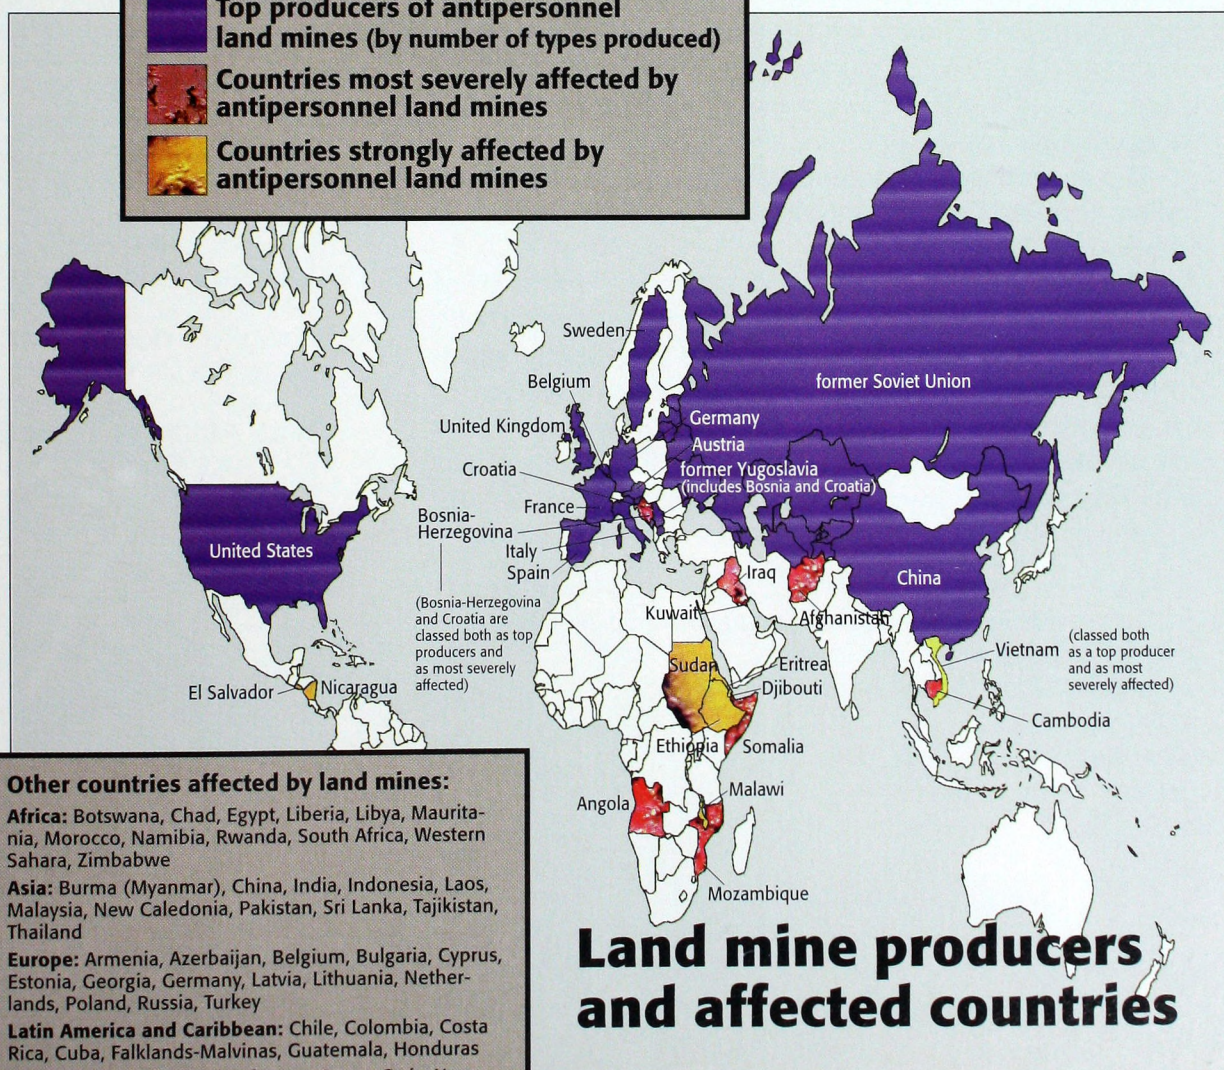 Top producers of antipersonnel
land mines (by number of types produced)
Countries most severely affected by
antipersonnel land mines
Countries strongly affected by
antipersonnel land mines
Sweden
Belgium
former Soviet Union
United Kingdom
Germany
Austria
Croatia
former Yugoslavia
(includes Bosnia and Croatia)
France
Bosnia-
Herzegovina
Italy
Spain
United States
China
Iraq
Kuwait
Afghanistan
(Bosnia-Herzegovina
and Croatia are
classed both as top
producers and
as most severely
affected)
Vietnam
(classed both
as a top producer
and as most
severely affected)
Sudan
Eritrea
Djibouti
El Salvador
Nicaragua
Cambodia
Ethiopia
Somalia
Malawi
Angola
Mozambique
Other countries affected by land mines:
Africa: Botswana, Chad, Egypt, Liberia, Libya, Maurita-
nia, Morocco, Namibia, Rwanda, South Africa, Western
Sahara, Zimbabwe
Asia: Burma (Myanmar), China, India, Indonesia, Laos,
Malaysia, New Caledonia, Pakistan, Sri Lanka, Tajikistan,
Thailand
Europe: Armenia, Azerbaijan, Belgium, Bulgaria, Cyprus,
Estonia, Georgia, Germany, Latvia, Lithuania, Nether-
lands, Poland, Russia, Turkey
Latin America and Caribbean: Chile, Colombia, Costa
Rica, Cuba, Falklands-Malvinas, Guatemala, Honduras
Land mine producers
and affected countries